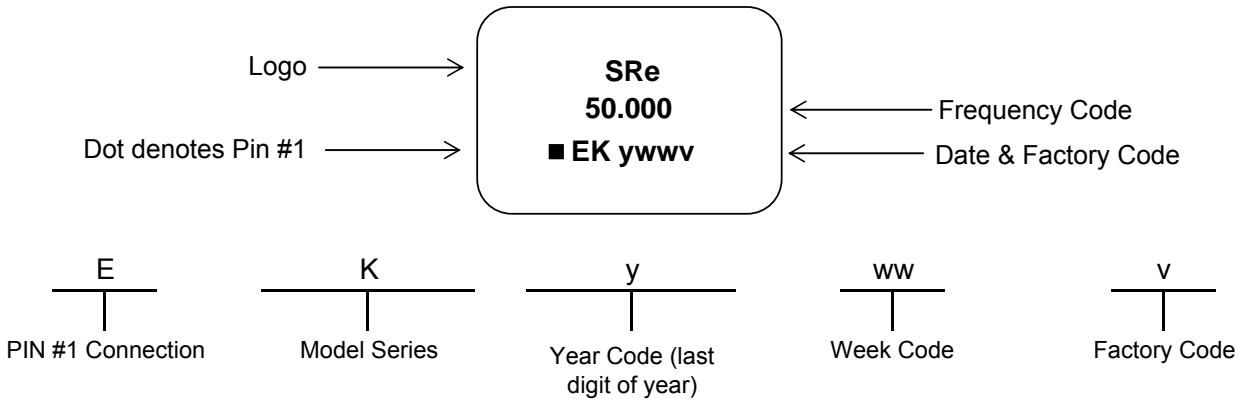 Logo
SRe
50.000
Frequency Code
Dot denotes Pin #1
■ EK ywwv
Date & Factory Code
E K y ww v
PIN #1 Connection
Model Series
Year Code (last
digit of year)
Week Code
Factory Code